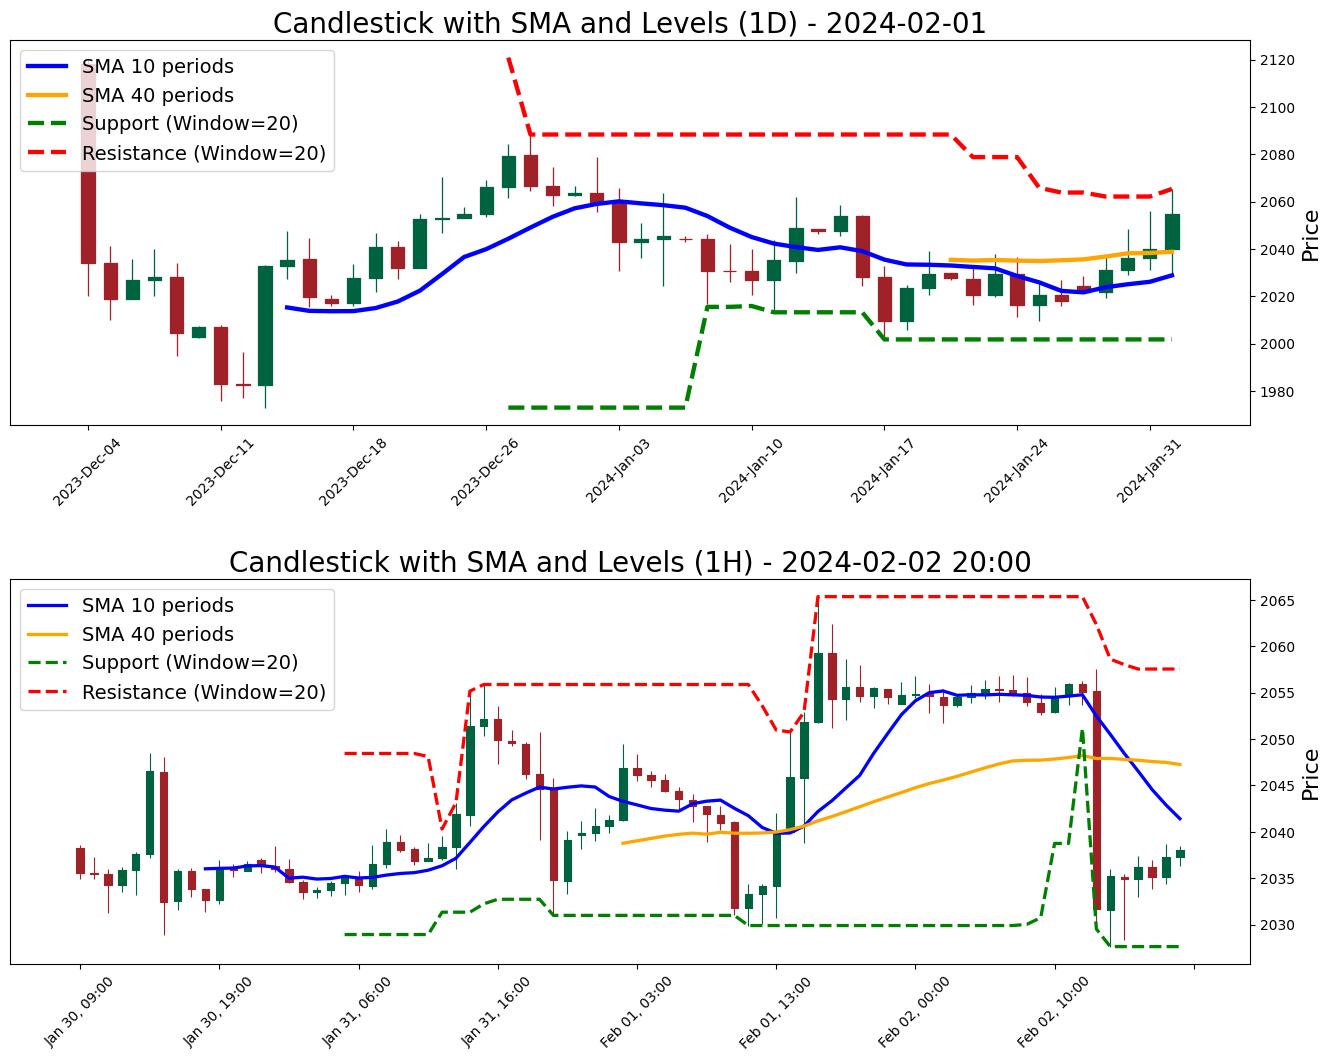 Candlestick with SMA and Levels (1D) - 2024-02-01
SMA 10 periods
SMA 40 periods
Support (Window=20)
Resistance (Window=20)
2120
2100
2080
2060
2040
2020
2000
1980
Price
2023-Dec-04
2023-Dec-11
2023-Dec-18
2023-Dec-26
2024-Jan-03
2024-Jan-10
2024-Jan-17
2024-Jan-24
2024-Jan-31
Candlestick with SMA and Levels (1H) - 2024-02-02 20:00
SMA 10 periods
SMA 40 periods
Support (Window=20)
Resistance (Window=20)
2065
2060
2055
2050
2045
2040
2035
2030
Price
Jan 30, 09:00
Jan 30, 19:00
Jan 31, 06:00
Jan 31, 16:00
Feb 01, 03:00
Feb 01, 13:00
Feb 02, 00:00
Feb 02, 10:00